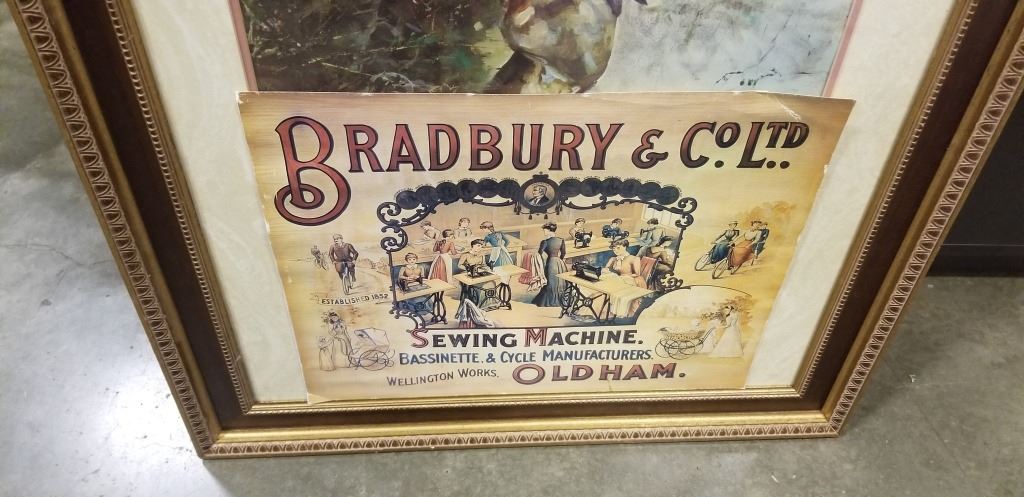 BRADBURY & CO. LTD.
ESTABLISHED 1852
SEWING MACHINE.
BASSINETTE, & CYCLE MANUFACTURERS.
WELLINGTON WORKS, OLDHAM.